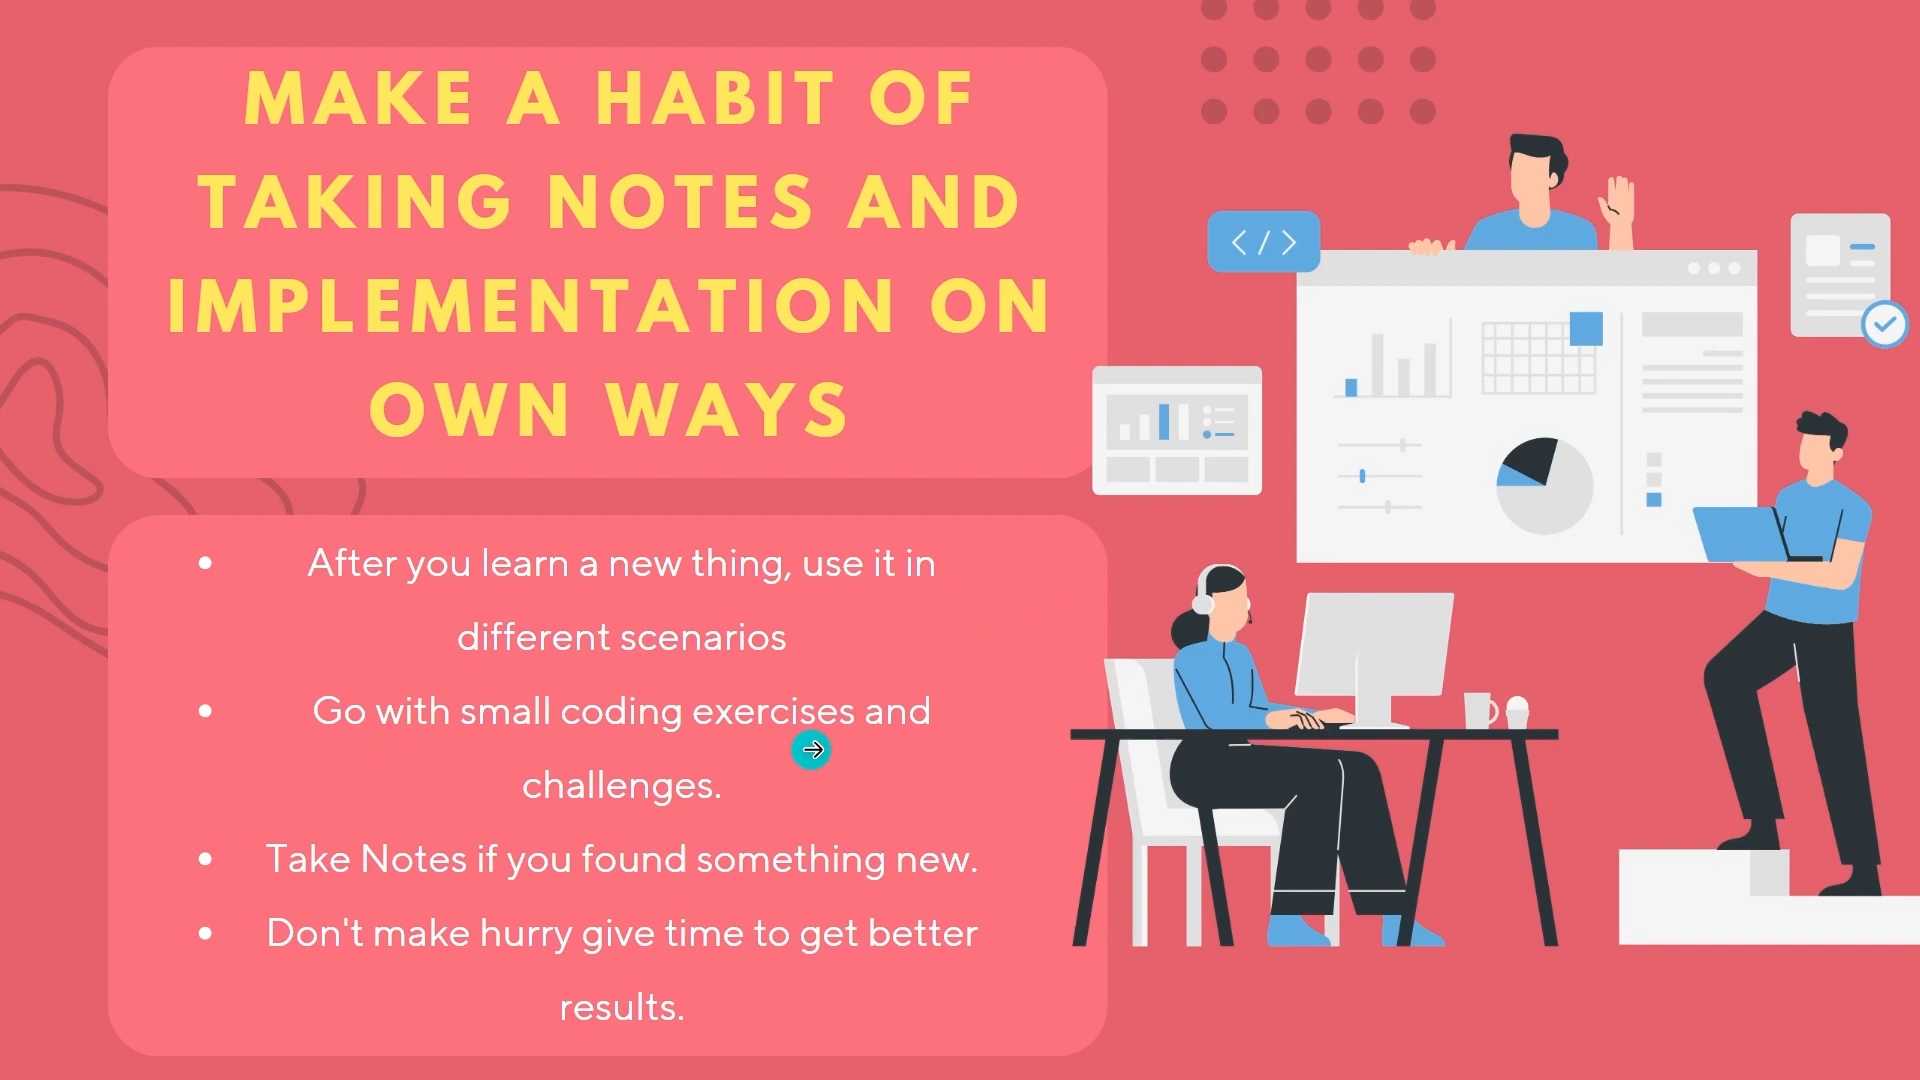 MAKE A HABIT OF
TAKING NOTES AND
IMPLEMENTATION ON
OWN WAYS
</>
• After you learn a new thing, use it in
different scenarios
• Go with small coding exercises and
challenges.
• Take Notes if you found something new.
• Don't make hurry give time to get better
results.